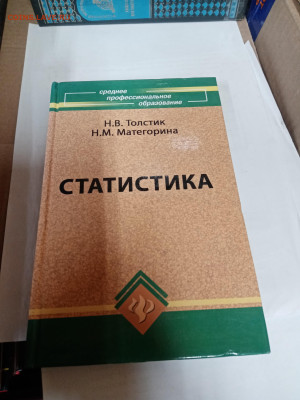 среднее
профессиональное
образование
Н.В. Толстик
Н.М. Матегорина
СТАТИСТИКА